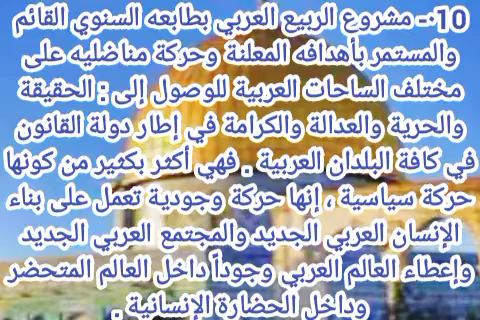 10- مشروع الربيع العربي بطابعه السنوي القائم
والمستمر بأهدافه المعلنة وحركة مناضليه على
مختلف الساحات العربية للوصول إلى : الحقيقة
والحرية والعدالة والكرامة في إطار دولة القانون
في كافة البلدان العربية . فهي أكثر بكثير من كونها
حركة سياسية ، إنها حركة وجودية تعمل على بناء
الإنسان العربي الجديد والمجتمع العربي الجديد
وإعطاء العالم العربي وجوداً داخل العالم المتحضر
وداخل الحضارة الإنسانية .